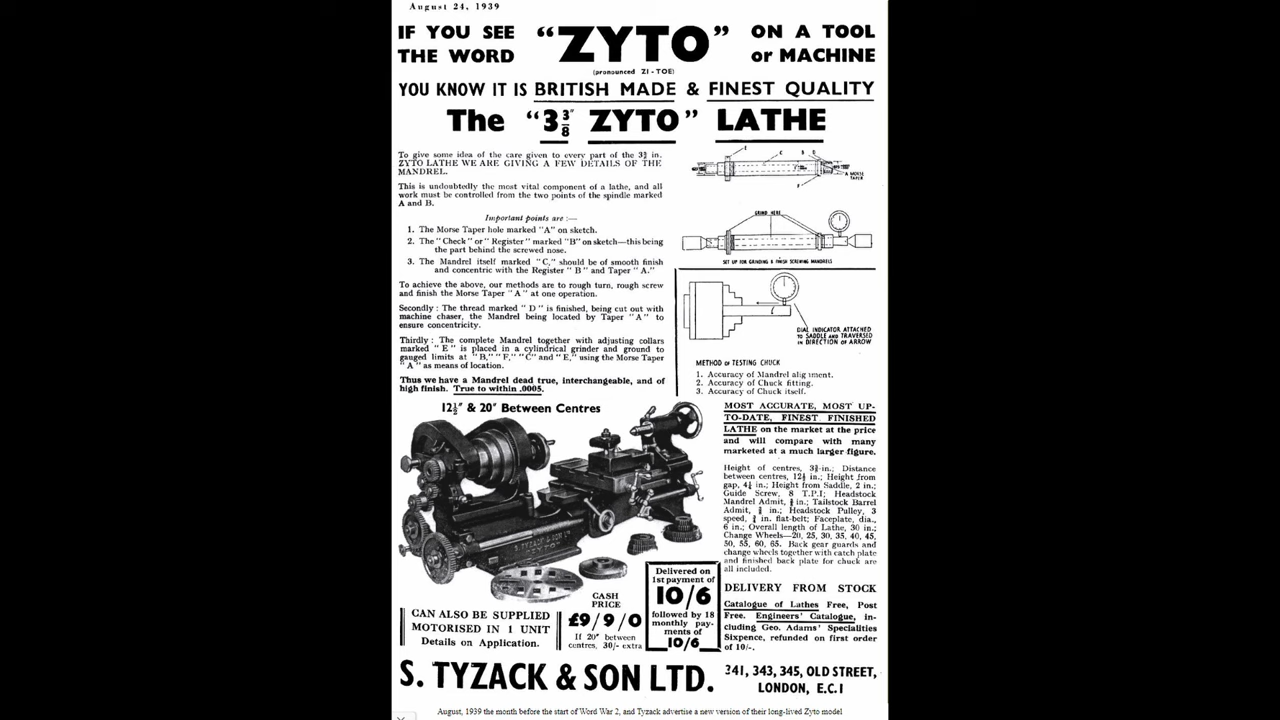 August 24, 1939
IF YOU SEE
THE WORD
"ZYTO"
(pronounced ZI - TOE)
ON A TOOL
or MACHINE
YOU KNOW IT IS BRITISH MADE & FINEST QUALITY
The "3 3/8" ZYTO" LATHE
To give some idea of the care given to every part of the 3⅜ in.
ZYTO LATHE WE ARE GIVING A FEW DETAILS OF THE
MANDREL.
This is undoubtedly the most vital component of a lathe, and all
work must be controlled from the two points of the spindle marked
A and B.
Important points are :—
1. The Morse Taper hole marked "A" on sketch.
2. The "Check" or "Register" marked "B" on sketch—this being
the part behind the screwed nose.
3. The Mandrel itself marked "C," should be of smooth finish
and concentric with the Register "B" and Taper "A."
To achieve the above, our methods are to rough turn, rough screw
and finish the Morse Taper "A" at one operation.
Secondly : The thread marked "D" is finished, being cut out with
machine chaser, the Mandrel being located by Taper "A" to
ensure concentricity.
Thirdly : The complete Mandrel together with adjusting collars
marked "E" is placed in a cylindrical grinder and ground to
gauged limits at "B," "F," "C" and "E," using the Morse Taper
"A" as means of location.
Thus we have a Mandrel dead true, interchangeable, and of
high finish. True to within .0005.
E
C
B
D
F
A MORSE
TAPER
GRIND HERE
SET UP FOR GRINDING & FINISH SCREWING MANDRELS
DIAL INDICATOR ATTACHED
TO SADDLE AND TRAVERSED
IN DIRECTION OF ARROW
METHOD OF TESTING CHUCK
1. Accuracy of Mandrel alignment.
2. Accuracy of Chuck fitting.
3. Accuracy of Chuck itself.
12½" & 20" Between Centres
S. TYZACK & SON LTD.
MOST ACCURATE, MOST UP-
TO-DATE, FINEST FINISHED
LATHE on the market at the price
and will compare with many
marketed at a much larger figure.
Height of centres, 3⅜-in.; Distance
between centres, 12½ in.; Height from
gap, 4¼ in.; Height from Saddle, 2 in.;
Guide Screw, 8 T.P.I; Headstock
Mandrel Admit, in.; Tailstock Barrel
Admit, in.; Headstock Pulley, 3
speed, in. flat-belt; Faceplate, dia.,
6 in.; Overall length of Lathe, 30 in.;
Change Wheels—20, 25, 30, 35, 40, 45,
50, 55, 60, 65. Back gear guards and
change wheels together with catch plate
and finished back plate for chuck are
all included.
CAN ALSO BE SUPPLIED
MOTORISED IN 1 UNIT
Details on Application.
CASH
PRICE
£9/9/0
If 20" between
centres, 30/- extra
Delivered on
1st payment of
10/6
followed by 18
monthly pay-
ments of
10/6
DELIVERY FROM STOCK
Catalogue of Lathes Free, Post
Free. Engineers' Catalogue, in-
cluding Geo. Adams' Specialities
Sixpence, refunded on first order
of 10/-.
S. TYZACK & SON LTD.
341, 343, 345, OLD STREET,
LONDON, E.C.1
August, 1939 the month before the start of Word War 2, and Tyzack advertise a new version of their long-lived Zyto model